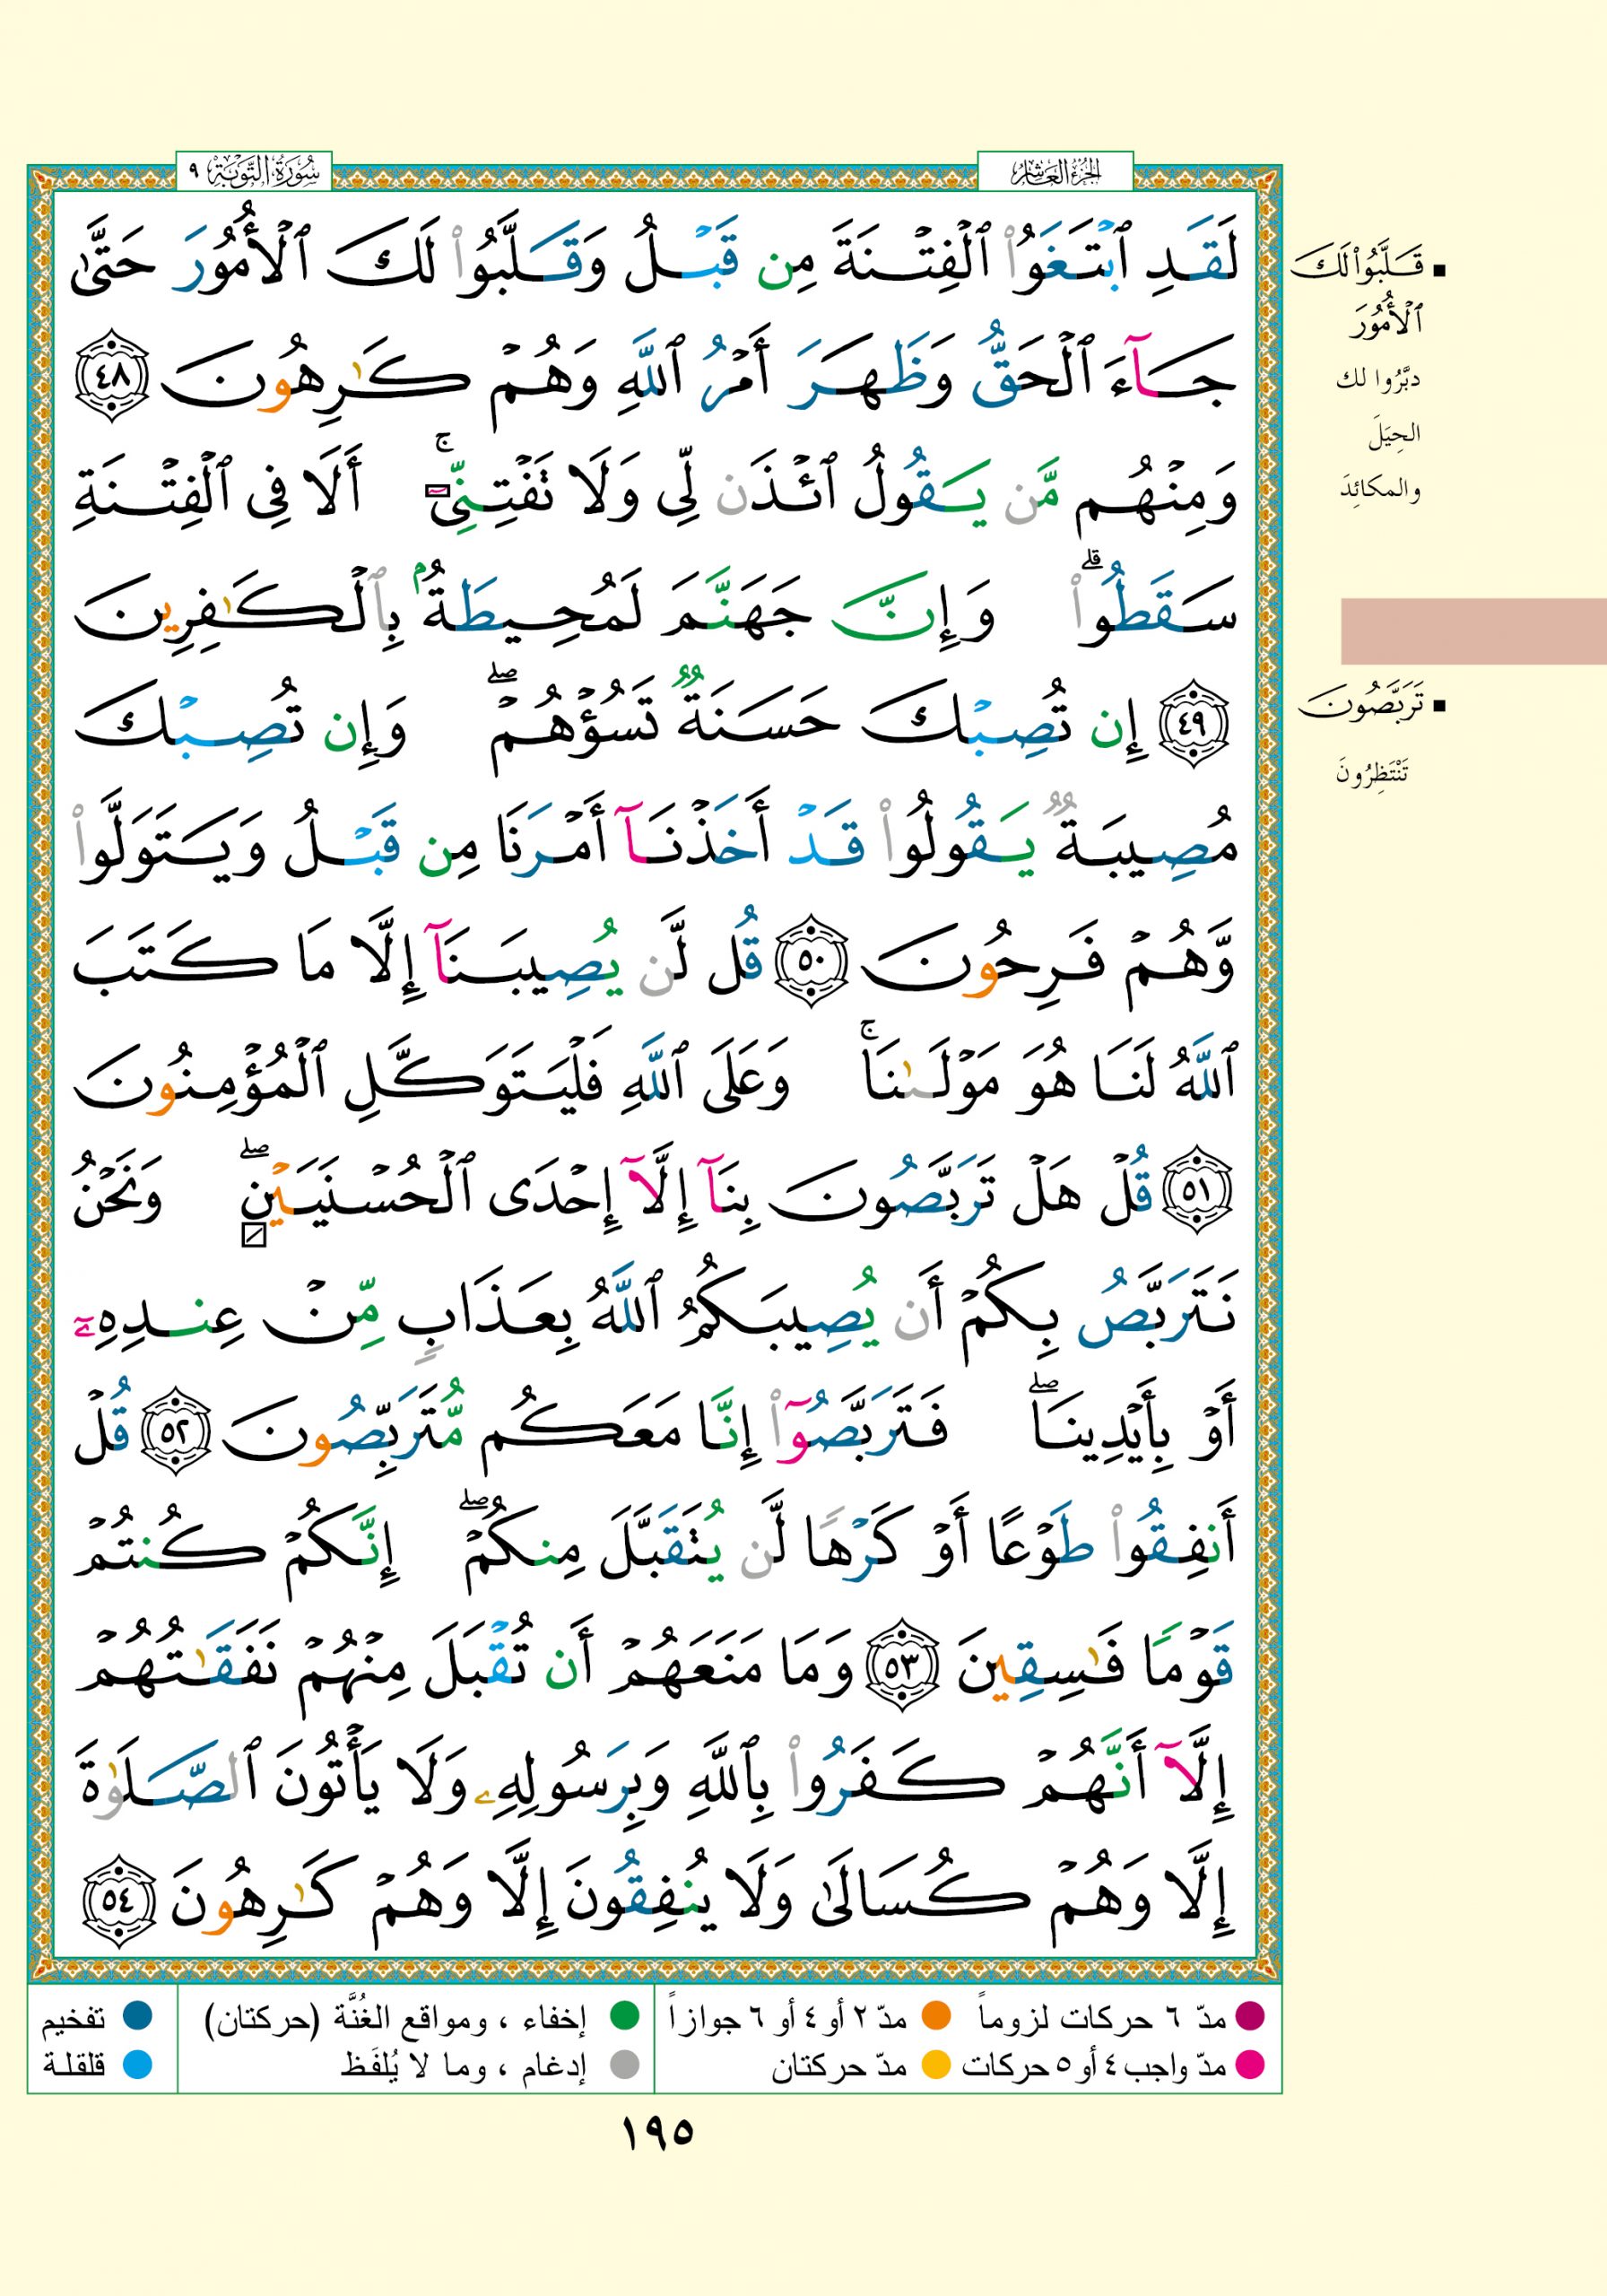 الجزء العاشر
سورة التوبة ٩
لَقَدِ ٱبۡتَغَوُاْ ٱلۡفِتۡنَةَ مِن قَبۡلُ وَقَلَّبُواْ لَكَ ٱلۡأُمُورَ حَتَّىٰ
جَآءَ ٱلۡحَقُّ وَظَهَرَ أَمۡرُ ٱللَّهِ وَهُمۡ كَٰرِهُونَ ٤٨
وَمِنۡهُم مَّن يَقُولُ ٱئۡذَن لِّي وَلَا تَفۡتِنِّيٓۚ أَلَا فِي ٱلۡفِتۡنَةِ
سَقَطُواْۗ وَإِنَّ جَهَنَّمَ لَمُحِيطَةُۢ بِٱلۡكَٰفِرِينَ
٤٩ إِن تُصِبۡكَ حَسَنَةٞ تَسُؤۡهُمۡۖ وَإِن تُصِبۡكَ
مُصِيبَةٞ يَقُولُواْ قَدۡ أَخَذۡنَآ أَمۡرَنَا مِن قَبۡلُ وَيَتَوَلَّواْ
وَّهُمۡ فَرِحُونَ ٥٠ قُل لَّن يُصِيبَنَآ إِلَّا مَا كَتَبَ
ٱللَّهُ لَنَا هُوَ مَوۡلَىٰنَاۚ وَعَلَى ٱللَّهِ فَلۡيَتَوَكَّلِ ٱلۡمُؤۡمِنُونَ
٥١ قُلۡ هَلۡ تَرَبَّصُونَ بِنَآ إِلَّآ إِحۡدَى ٱلۡحُسۡنَيَيۡنِۖ وَنَحۡنُ
نَتَرَبَّصُ بِكُمۡ أَن يُصِيبَكُمُ ٱللَّهُ بِعَذَابٖ مِّنۡ عِندِهِۦٓ
أَوۡ بِأَيۡدِينَاۖ فَتَرَبَّصُوٓاْ إِنَّا مَعَكُم مُّتَرَبِّصُونَ ٥٢ قُلۡ
أَنفِقُواْ طَوۡعًا أَوۡ كَرۡهٗا لَّن يُتَقَبَّلَ مِنكُمۡۖ إِنَّكُمۡ كُنتُمۡ
قَوۡمٗا فَٰسِقِينَ ٥٣ وَمَا مَنَعَهُمۡ أَن تُقۡبَلَ مِنۡهُمۡ نَفَقَٰتُهُمۡ
إِلَّآ أَنَّهُمۡ كَفَرُواْ بِٱللَّهِ وَبِرَسُولِهِۦ وَلَا يَأۡتُونَ ٱلصَّلَوٰةَ
إِلَّا وَهُمۡ كُسَالَىٰ وَلَا يُنفِقُونَ إِلَّا وَهُمۡ كَٰرِهُونَ ٥٤
▪ قَلَّبُواْ لَكَ
ٱلۡأُمُورَ
دبَّرُوا لك
الحِيَلَ
والمكائِدَ
▪ تَرَبَّصُونَ
تَنْتَظِرُونَ
مدّ ٦ حركات لزوماً مدّ ٢ أو ٤ أو ٦ جوازاً إخفاء ، ومواقع الغُنَّة (حركتان) تفخيم
مدّ واجب ٤ أو ٥ حركات مدّ حركتان إدغام ، وما لا يُلفَظ قلقلة
١٩٥